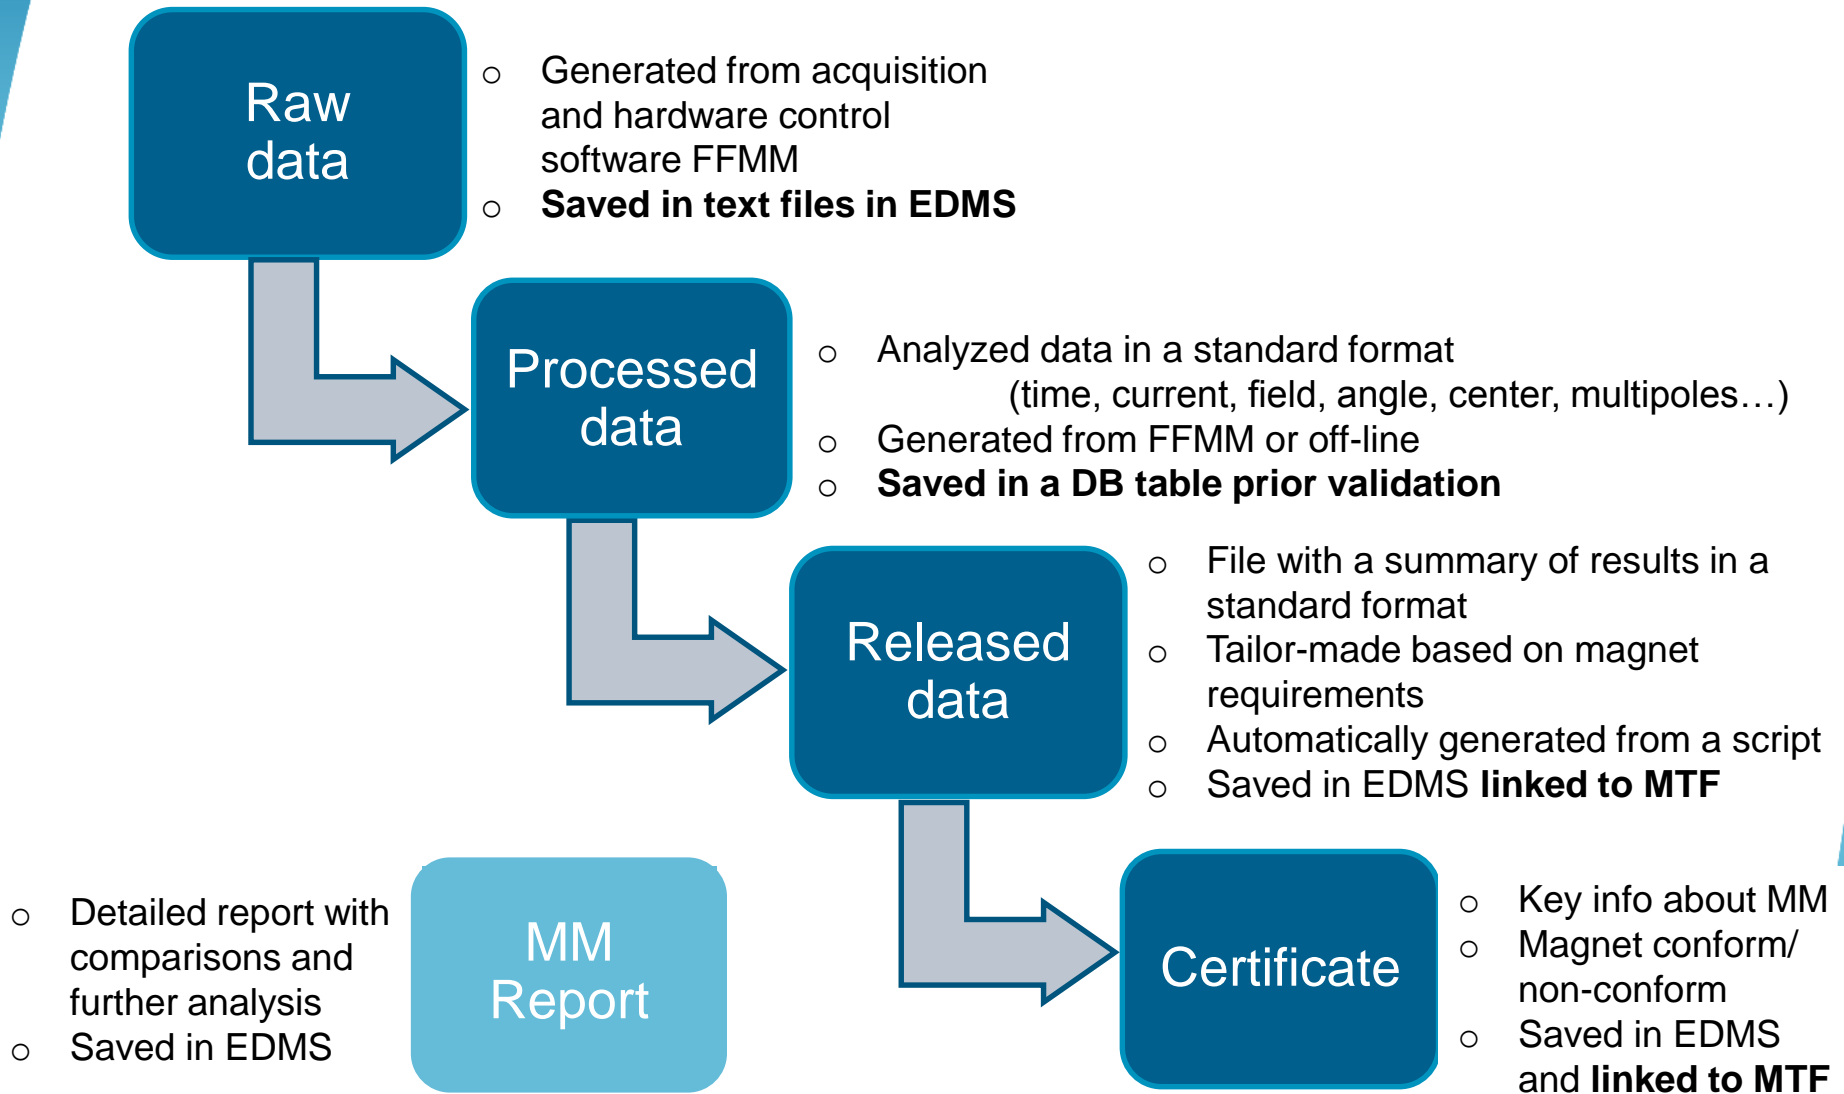 Raw
data
o Generated from acquisition
and hardware control
software FFMM
o Saved in text files in EDMS
Processed
data
o Analyzed data in a standard format
(time, current, field, angle, center, multipoles…)
o Generated from FFMM or off-line
o Saved in a DB table prior validation
Released
data
o File with a summary of results in a
standard format
o Tailor-made based on magnet
requirements
o Automatically generated from a script
o Saved in EDMS linked to MTF
o Detailed report with
comparisons and
further analysis
o Saved in EDMS
MM
Report
Certificate
o Key info about MM
o Magnet conform/
non-conform
o Saved in EDMS
and linked to MTF